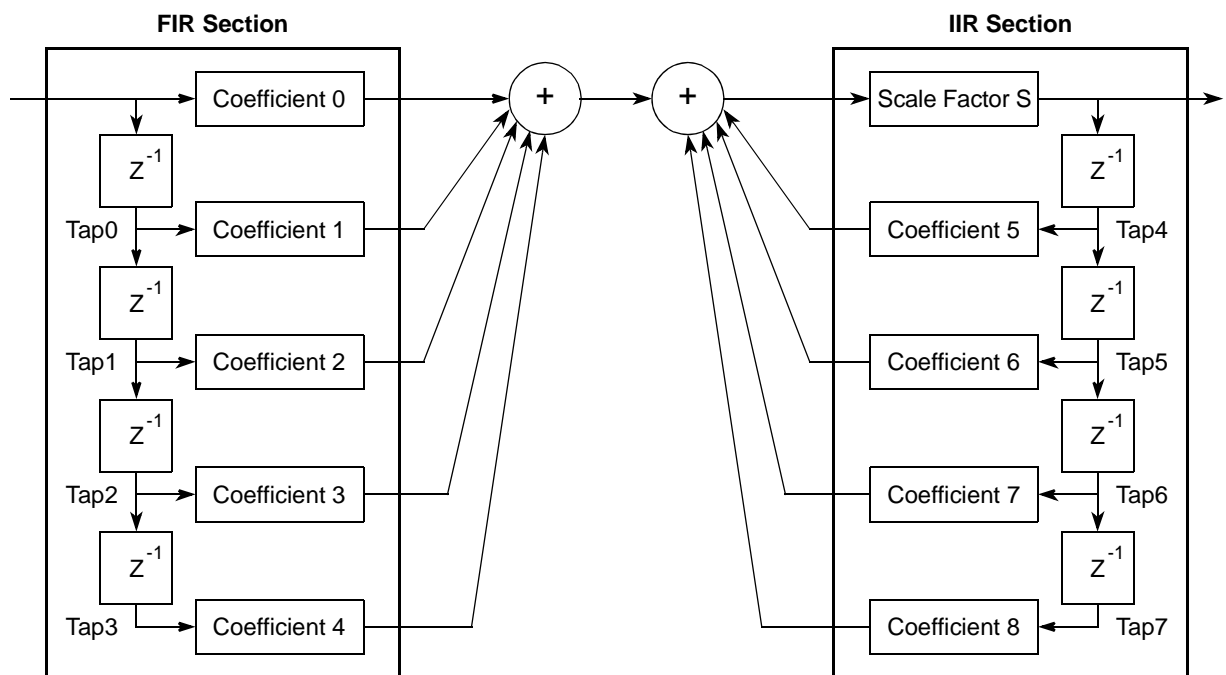 FIR Section
IIR Section
Coefficient 0
+
+
Scale Factor S
Z^-1
Z^-1
Tap0
Coefficient 1
Coefficient 5
Tap4
Z^-1
Z^-1
Tap1
Coefficient 2
Coefficient 6
Tap5
Z^-1
Z^-1
Tap2
Coefficient 3
Coefficient 7
Tap6
Z^-1
Z^-1
Tap3
Coefficient 4
Coefficient 8
Tap7